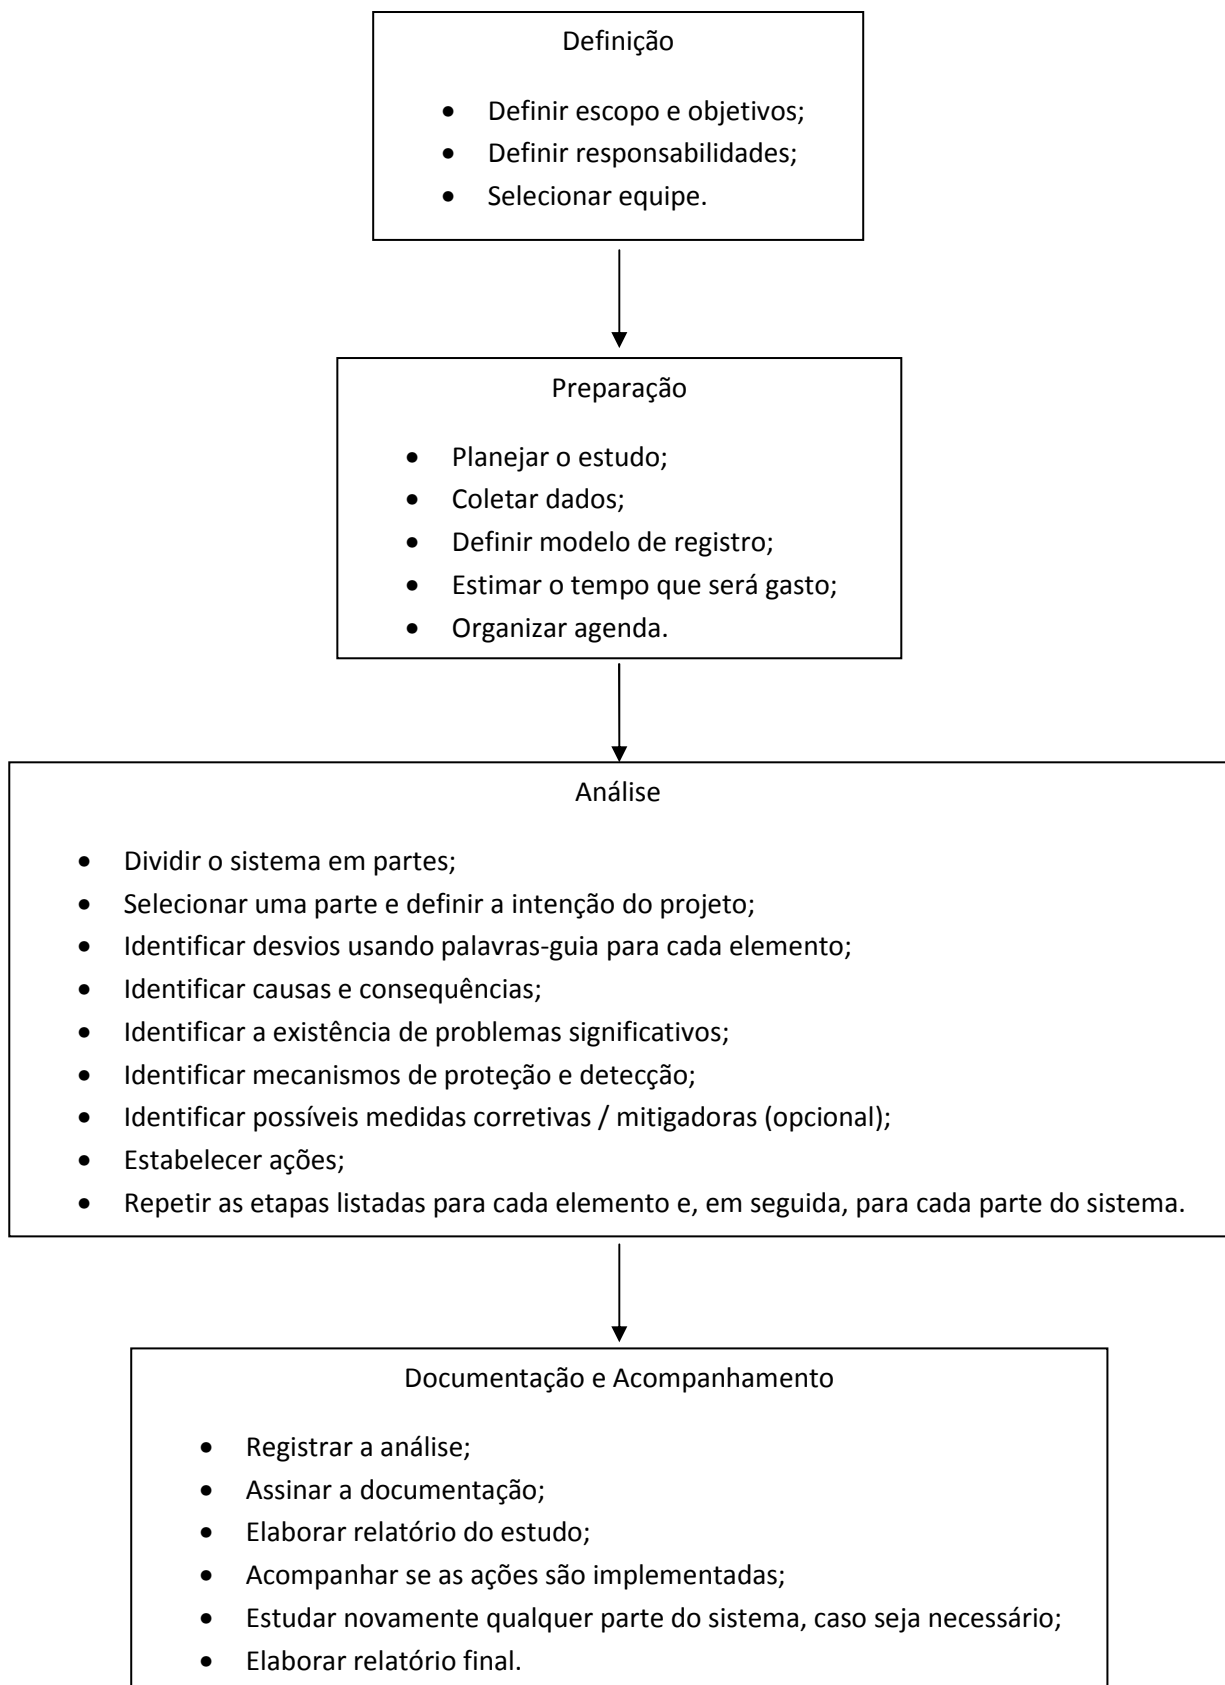 Definição
• Definir escopo e objetivos;
• Definir responsabilidades;
• Selecionar equipe.
Preparação
• Planejar o estudo;
• Coletar dados;
• Definir modelo de registro;
• Estimar o tempo que será gasto;
• Organizar agenda.
Análise
• Dividir o sistema em partes;
• Selecionar uma parte e definir a intenção do projeto;
• Identificar desvios usando palavras-guia para cada elemento;
• Identificar causas e consequências;
• Identificar a existência de problemas significativos;
• Identificar mecanismos de proteção e detecção;
• Identificar possíveis medidas corretivas / mitigadoras (opcional);
• Estabelecer ações;
• Repetir as etapas listadas para cada elemento e, em seguida, para cada parte do sistema.
Documentação e Acompanhamento
• Registrar a análise;
• Assinar a documentação;
• Elaborar relatório do estudo;
• Acompanhar se as ações são implementadas;
• Estudar novamente qualquer parte do sistema, caso seja necessário;
• Elaborar relatório final.